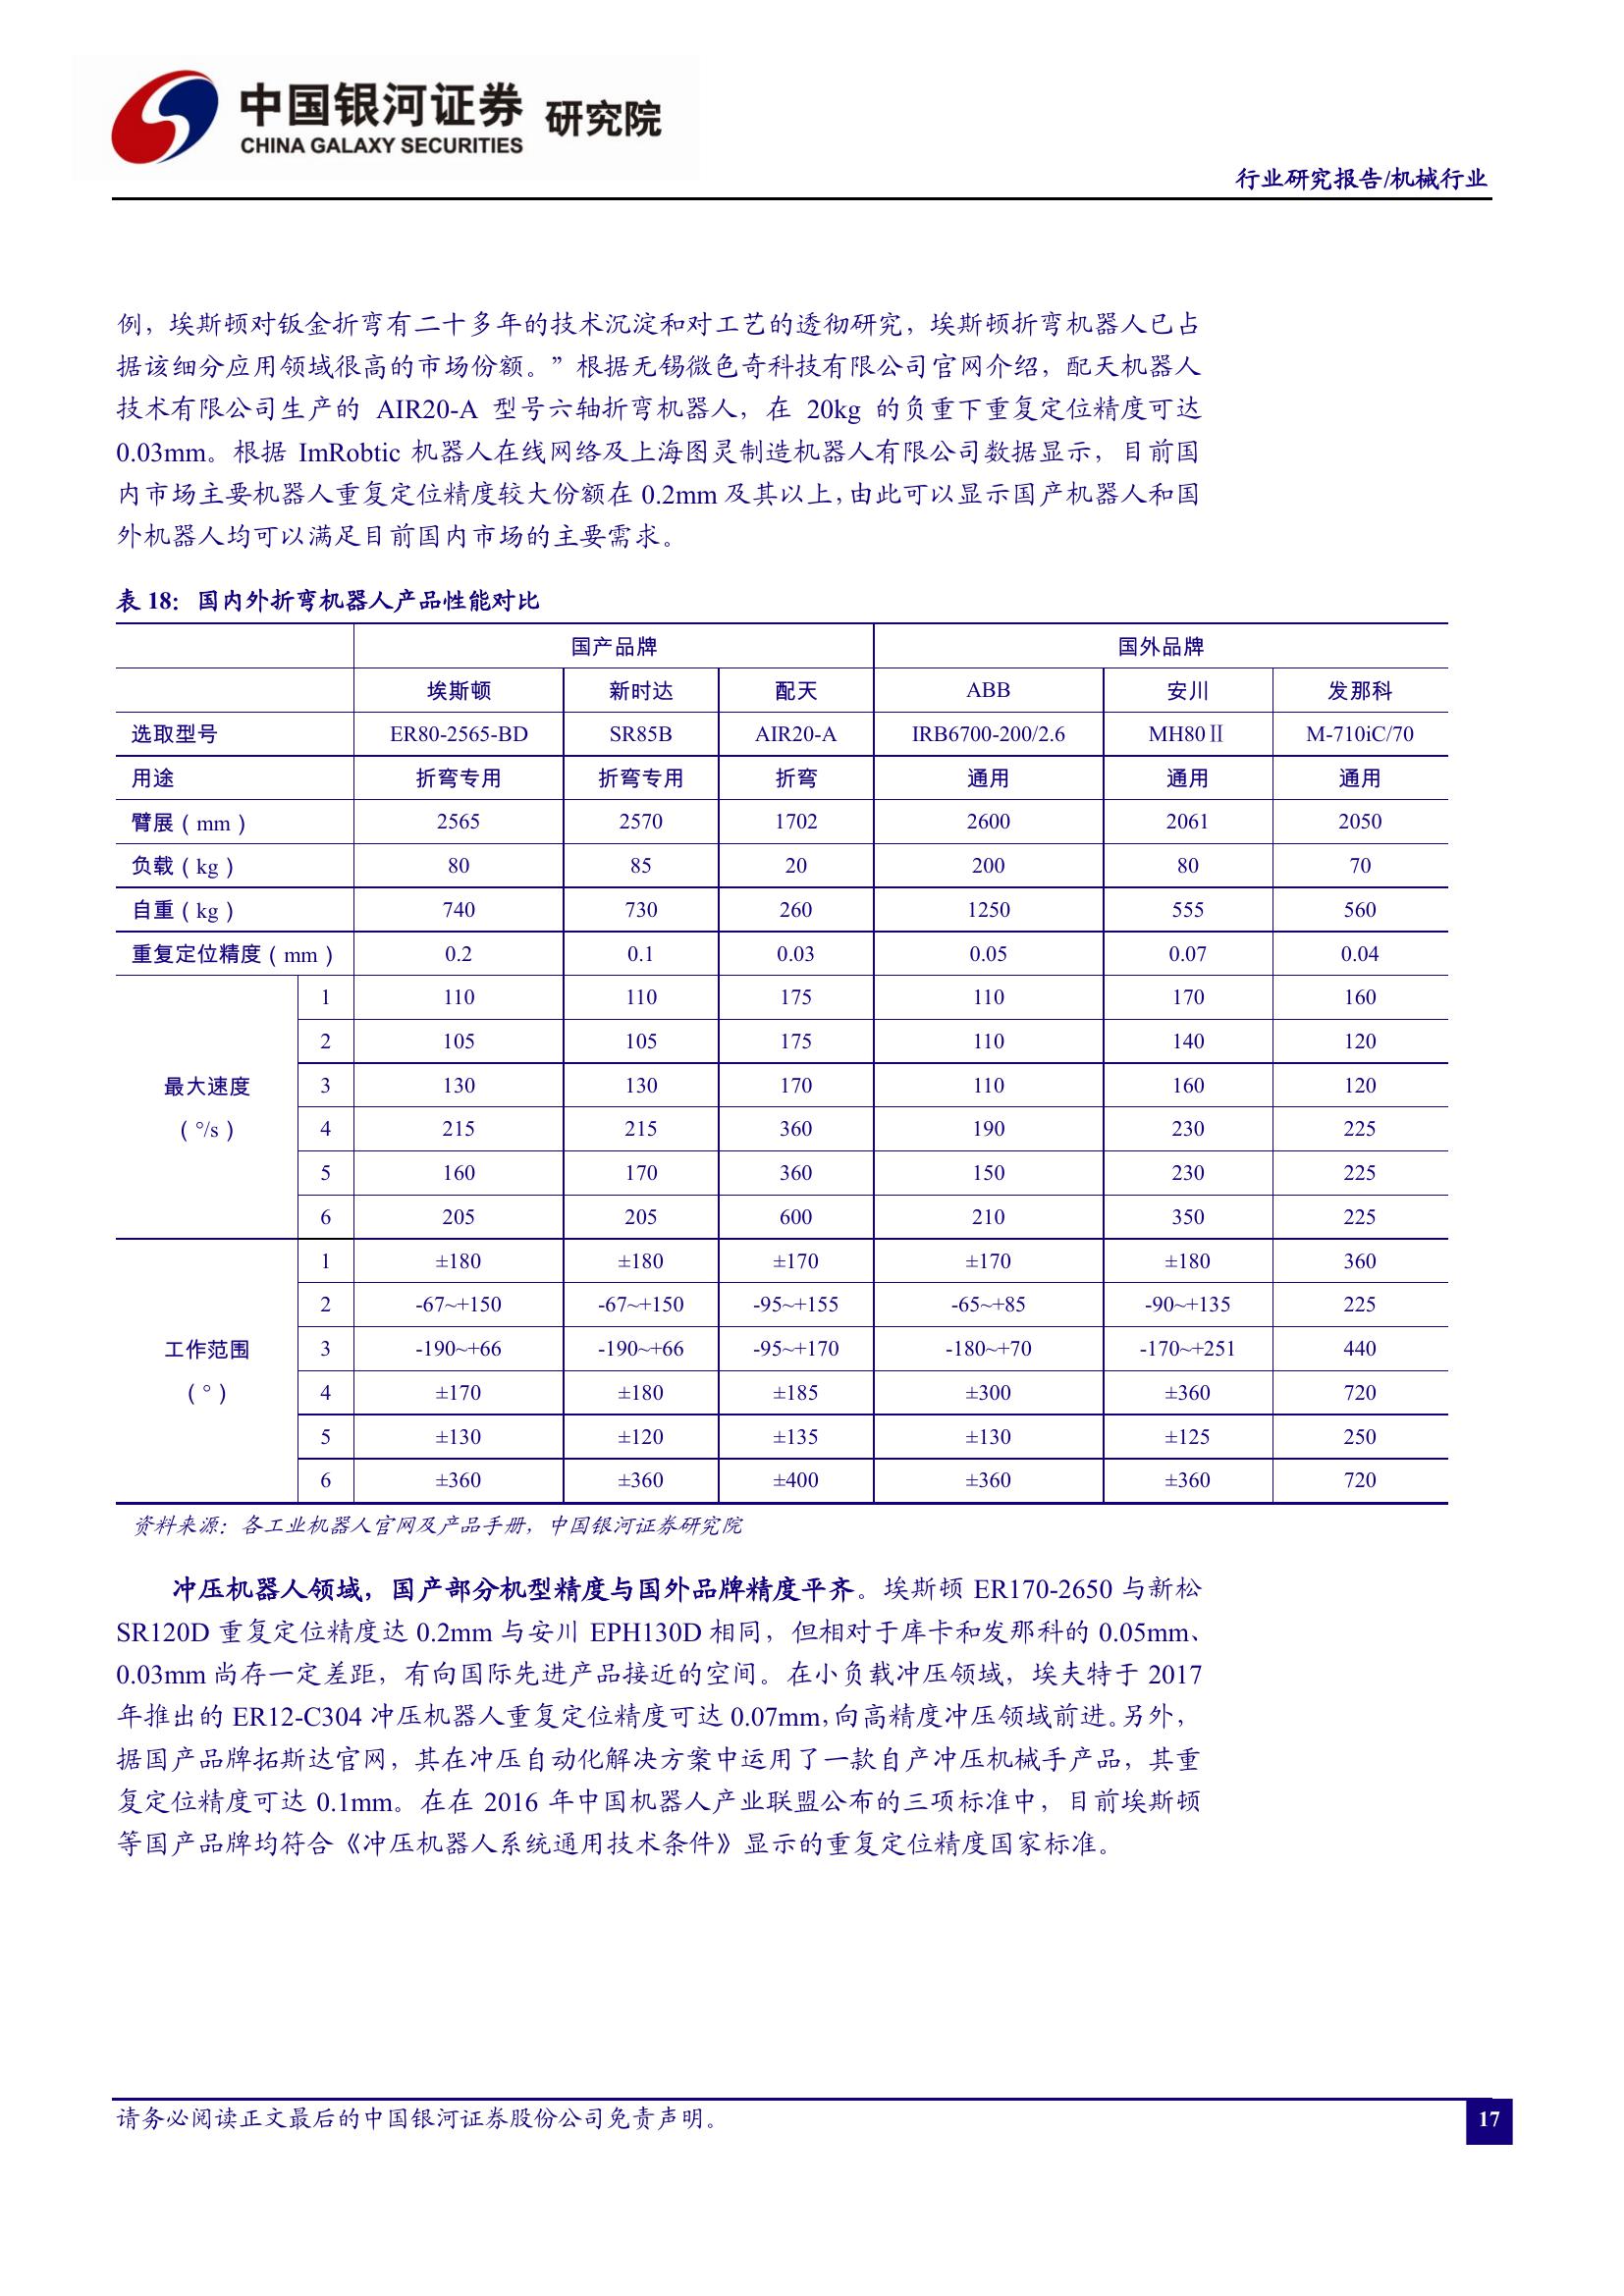 中国银河证券 研究院
CHINA GALAXY SECURITIES
行业研究报告/机械行业
例，埃斯顿对钣金折弯有二十多年的技术沉淀和对工艺的透彻研究，埃斯顿折弯机器人已占
据该细分应用领域很高的市场份额。”根据无锡微色奇科技有限公司官网介绍，配天机器人
技术有限公司生产的 AIR20-A 型号六轴折弯机器人，在 20kg 的负重下重复定位精度可达
0.03mm。根据 ImRobtic 机器人在线网络及上海图灵制造机器人有限公司数据显示，目前国
内市场主要机器人重复定位精度较大份额在 0.2mm 及其以上，由此可以显示国产机器人和国
外机器人均可以满足目前国内市场的主要需求。
表 18：国内外折弯机器人产品性能对比
国产品牌 国外品牌
埃斯顿 新时达 配天 ABB 安川 发那科
选取型号 ER80-2565-BD SR85B AIR20-A IRB6700-200/2.6 MH80Ⅱ M-710iC/70
用途 折弯专用 折弯专用 折弯 通用 通用 通用
臂展（mm） 2565 2570 1702 2600 2061 2050
负载（kg） 80 85 20 200 80 70
自重（kg） 740 730 260 1250 555 560
重复定位精度（mm） 0.2 0.1 0.03 0.05 0.07 0.04
最大速度
（°/s）
1 110 110 175 110 170 160
2 105 105 175 110 140 120
3 130 130 170 110 160 120
4 215 215 360 190 230 225
5 160 170 360 150 230 225
6 205 205 600 210 350 225
工作范围
（°）
1 ±180 ±180 ±170 ±170 ±180 360
2 -67~+150 -67~+150 -95~+155 -65~+85 -90~+135 225
3 -190~+66 -190~+66 -95~+170 -180~+70 -170~+251 440
4 ±170 ±180 ±185 ±300 ±360 720
5 ±130 ±120 ±135 ±130 ±125 250
6 ±360 ±360 ±400 ±360 ±360 720
资料来源：各工业机器人官网及产品手册，中国银河证券研究院
冲压机器人领域，国产部分机型精度与国外品牌精度平齐。埃斯顿 ER170-2650 与新松
SR120D 重复定位精度达 0.2mm 与安川 EPH130D 相同，但相对于库卡和发那科的 0.05mm、
0.03mm 尚存一定差距，有向国际先进产品接近的空间。在小负载冲压领域，埃夫特于 2017
年推出的 ER12-C304 冲压机器人重复定位精度可达 0.07mm，向高精度冲压领域前进。另外，
据国产品牌拓斯达官网，其在冲压自动化解决方案中运用了一款自产冲压机械手产品，其重
复定位精度可达 0.1mm。在在 2016 年中国机器人产业联盟公布的三项标准中，目前埃斯顿
等国产品牌均符合《冲压机器人系统通用技术条件》显示的重复定位精度国家标准。
请务必阅读正文最后的中国银河证券股份公司免责声明。
17